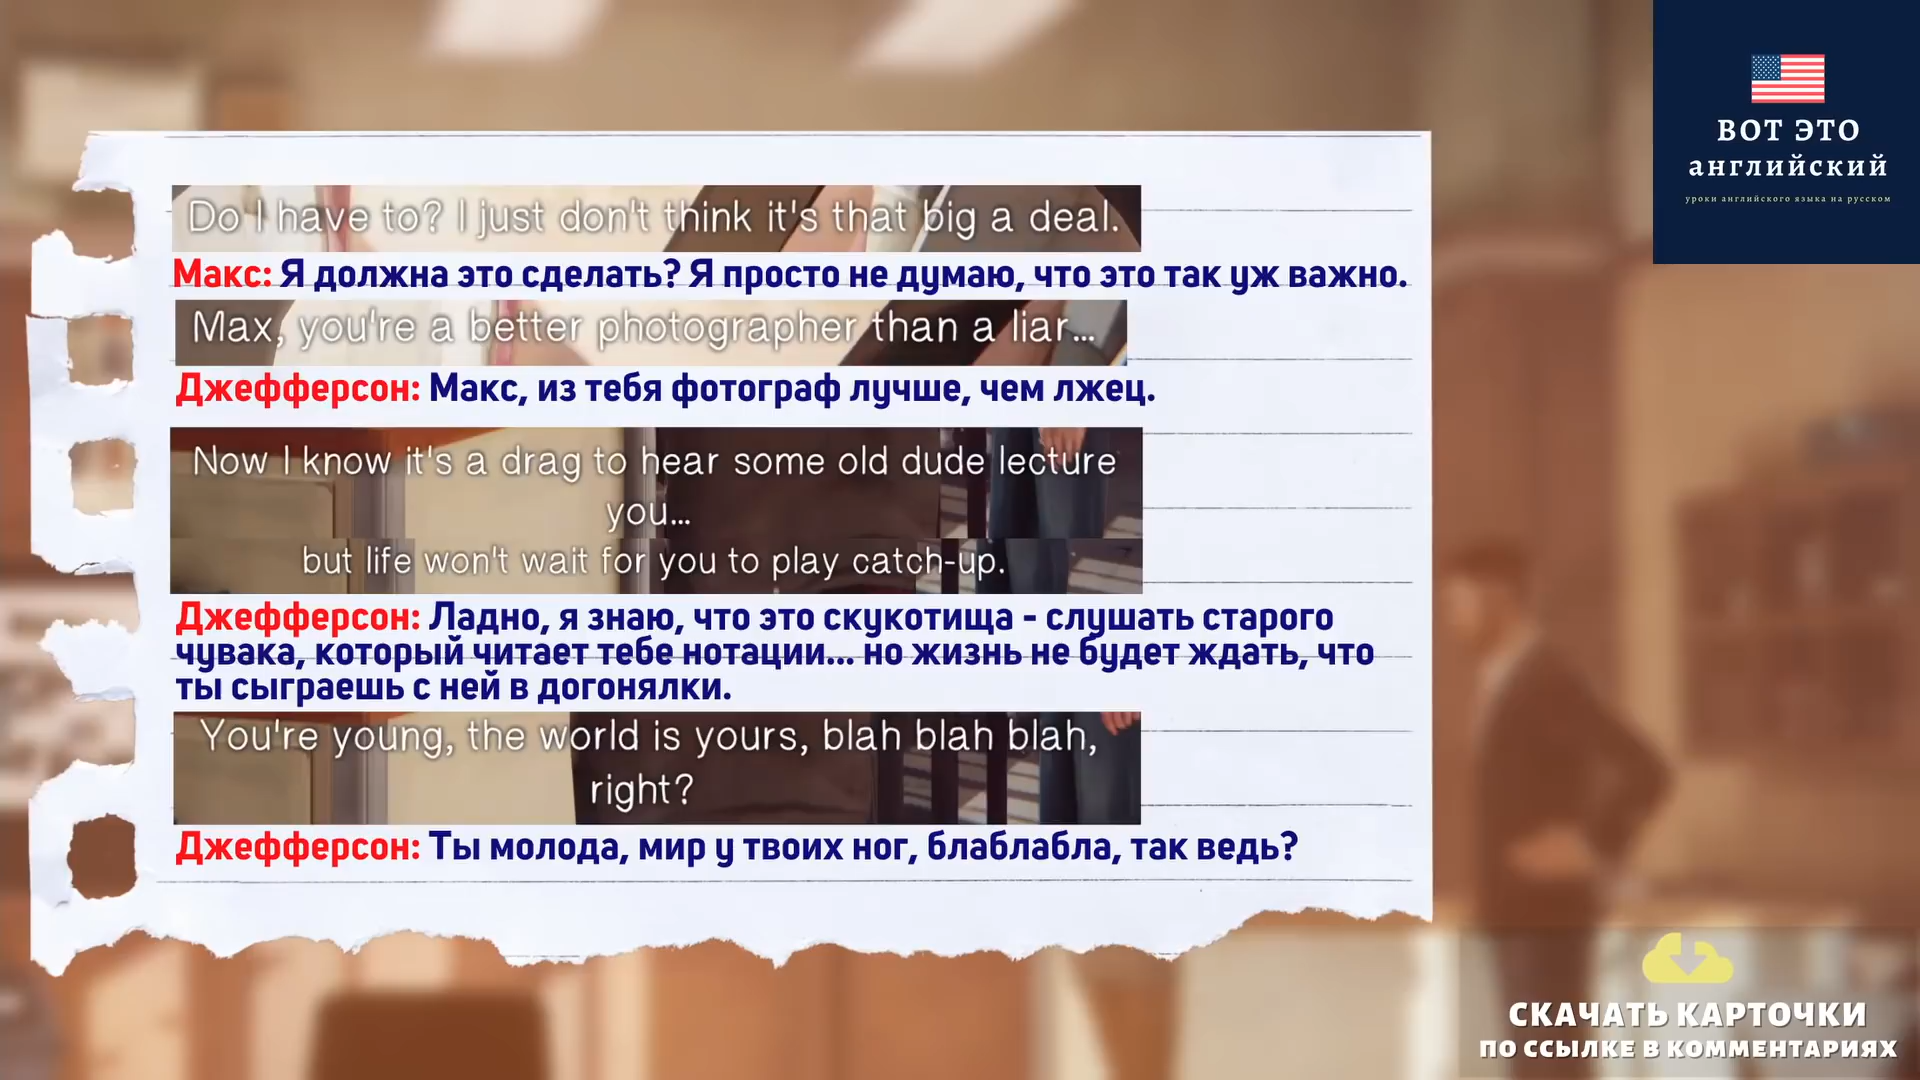 ВОТ ЭТО
английский
уроки английского языка на русском
Do I have to? I just don't think it's that big a deal.
Макс: Я должна это сделать? Я просто не думаю, что это так уж важно.
Max, you're a better photographer than a liar...
Джефферсон: Макс, из тебя фотограф лучше, чем лжец.
Now I know it's a drag to hear some old dude lecture
you...
but life won't wait for you to play catch-up.
Джефферсон: Ладно, я знаю, что это скукотища - слушать старого
чувака, который читает тебе нотации... но жизнь не будет ждать, что
ты сыграешь с ней в догонялки.
You're young, the world is yours, blah blah blah,
right?
Джефферсон: Ты молода, мир у твоих ног, блаблабла, так ведь?
СКАЧАТЬ КАРТОЧКИ
ПО ССЫЛКЕ В КОММЕНТАРИЯХ